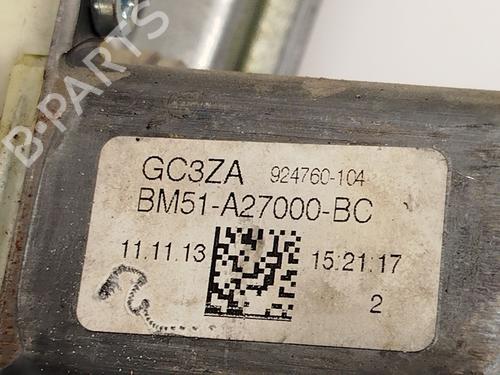 B-PARTS
GC3ZA 924760-104
BM51-A27000-BC
11.11.13 15:21:17
2